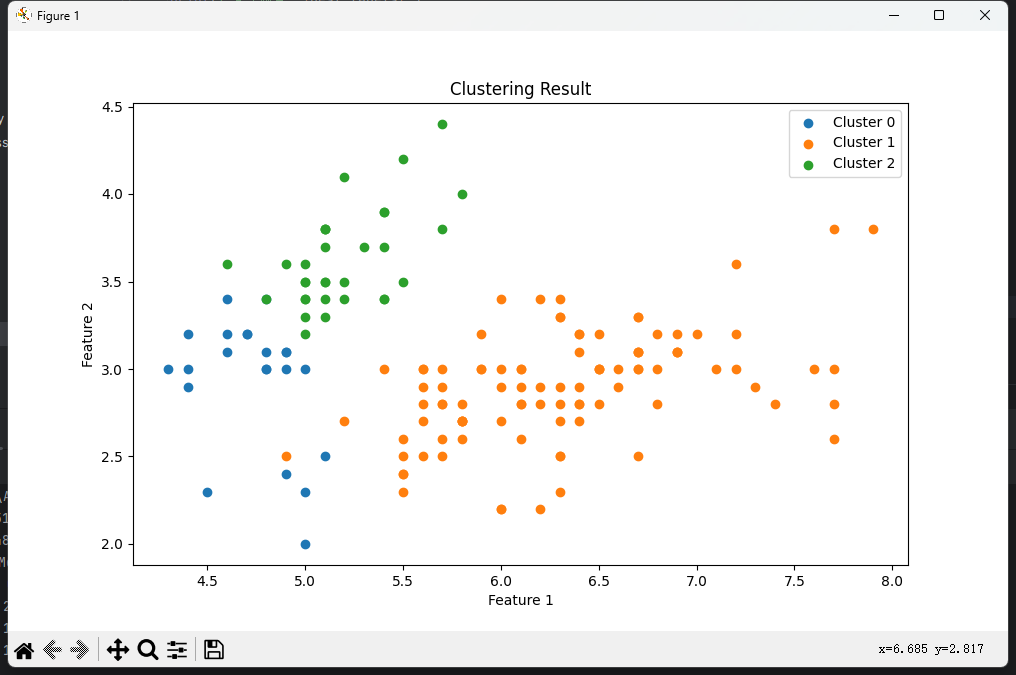 Figure 1
Clustering Result
Cluster 0
Cluster 1
Cluster 2
Feature 2
4.5
4.0
3.5
3.0
2.5
2.0
4.5 5.0 5.5 6.0 6.5 7.0 7.5 8.0
Feature 1
x=6.685 y=2.817